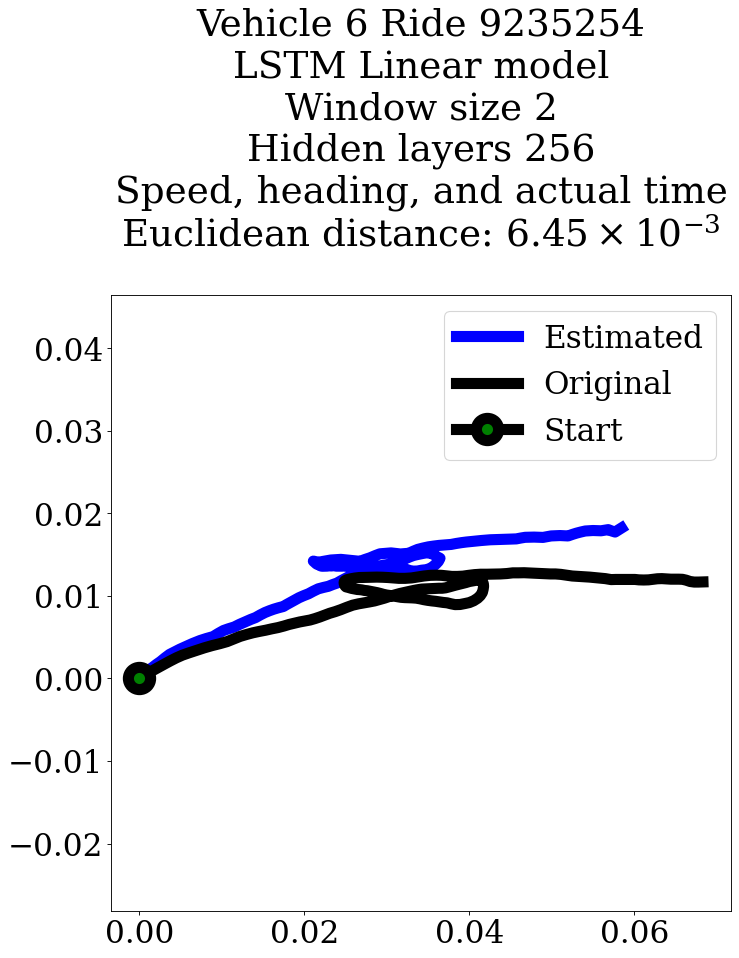 Vehicle 6 Ride 9235254
LSTM Linear model
Window size 2
Hidden layers 256
Speed, heading, and actual time
Euclidean distance: 6.45 × 10⁻³
Estimated
Original
Start
0.04
0.03
0.02
0.01
0.00
−0.01
−0.02
0.00 0.02 0.04 0.06